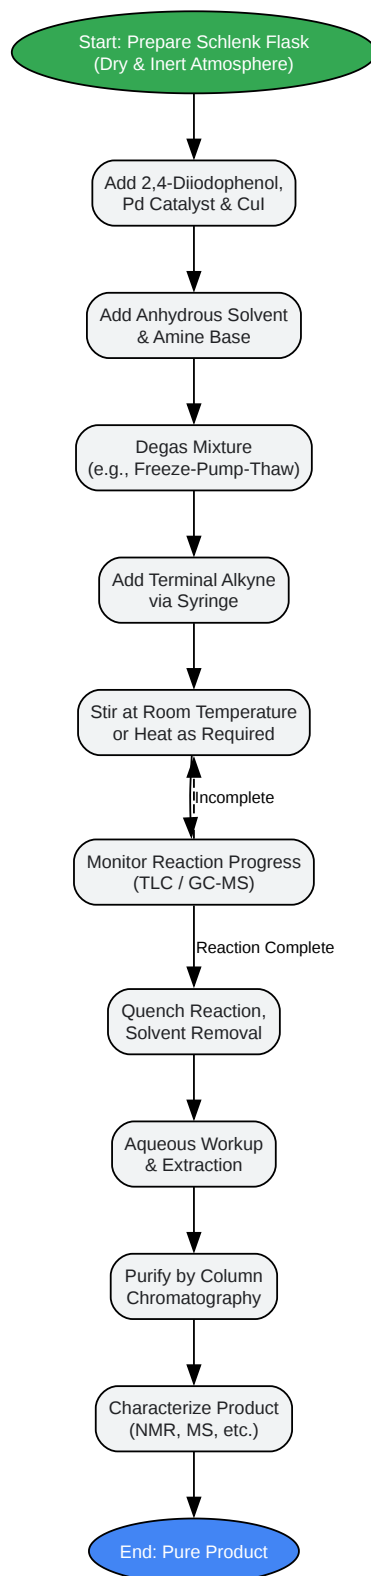 Start: Prepare Schlenk Flask
(Dry & Inert Atmosphere)
Add 2,4-Diiodophenol,
Pd Catalyst & CuI
Add Anhydrous Solvent
& Amine Base
Degas Mixture
(e.g., Freeze-Pump-Thaw)
Add Terminal Alkyne
via Syringe
Stir at Room Temperature
or Heat as Required
Incomplete
Monitor Reaction Progress
(TLC / GC-MS)
Reaction Complete
Quench Reaction,
Solvent Removal
Aqueous Workup
& Extraction
Purify by Column
Chromatography
Characterize Product
(NMR, MS, etc.)
End: Pure Product